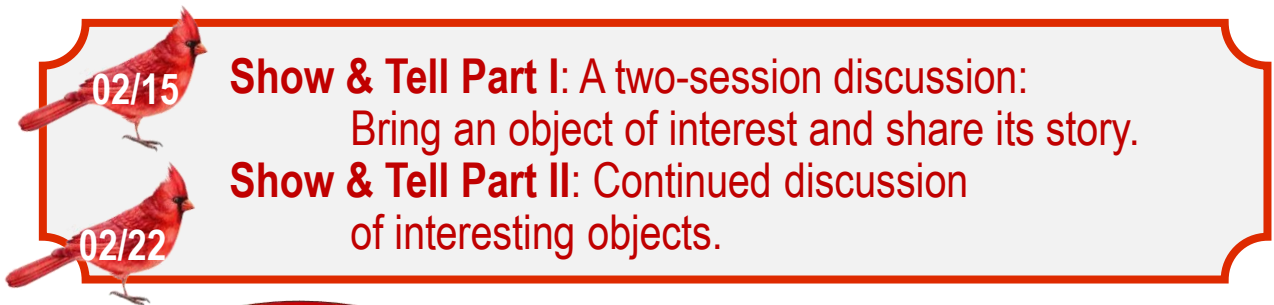 02/15
Show & Tell Part I: A two-session discussion:
Bring an object of interest and share its story.
Show & Tell Part II: Continued discussion
02/22
of interesting objects.